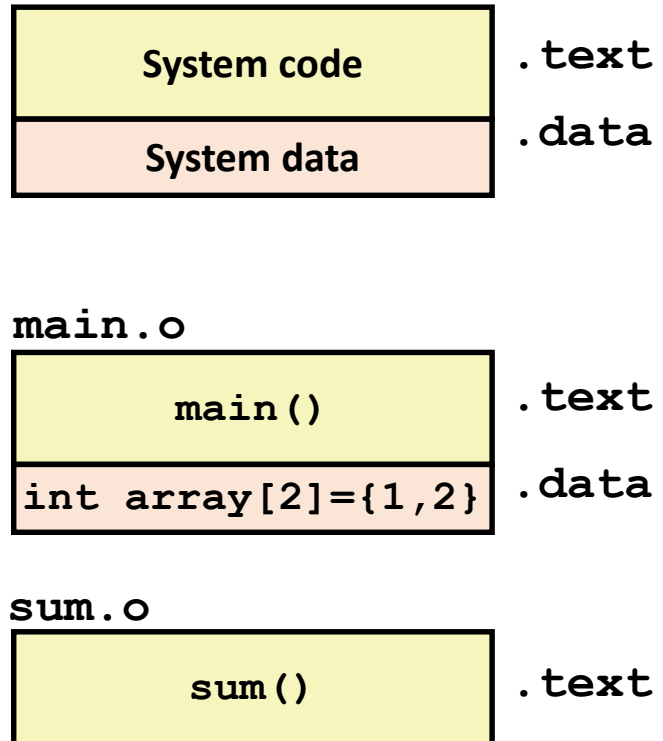 System code .text
System data .data
main.o
main() .text
int array[2]={1,2} .data
sum.o
sum() .text